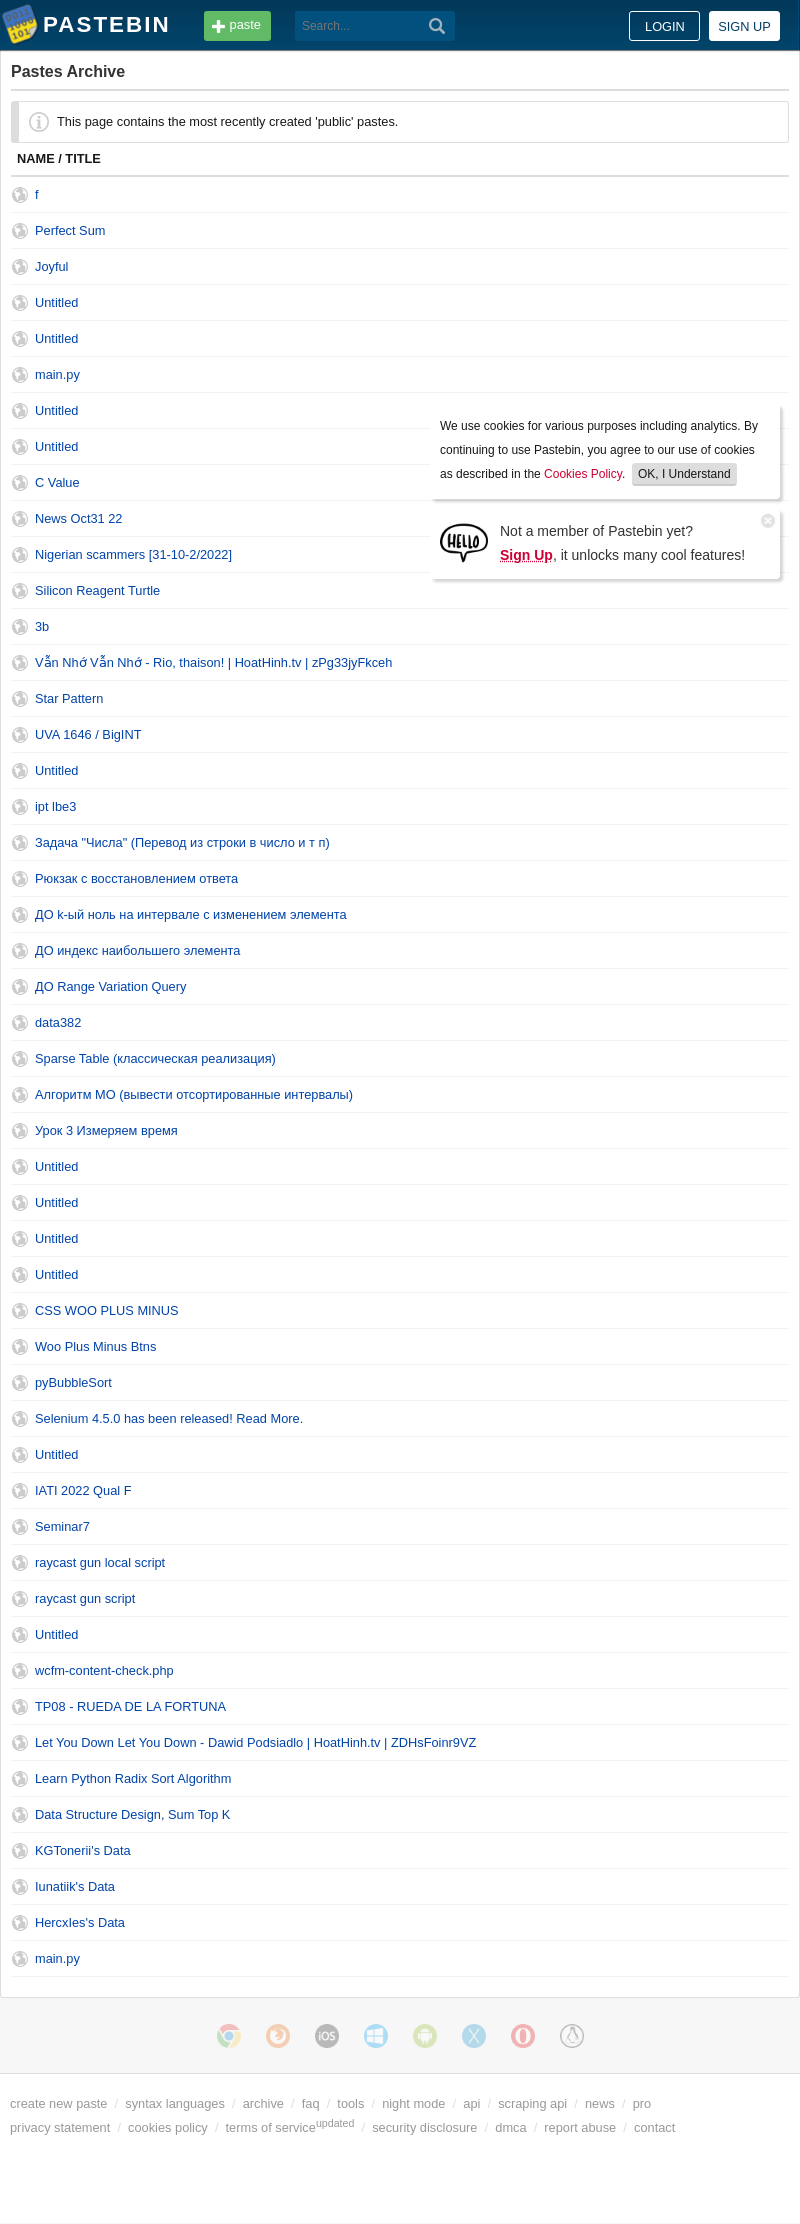 PASTEBIN paste Search... LOGIN SIGN UP
Pastes Archive
This page contains the most recently created 'public' pastes.
NAME / TITLE
f
Perfect Sum
Joyful
Untitled
Untitled
main.py
Untitled
Untitled
C Value
News Oct31 22
Nigerian scammers [31-10-2/2022]
We use cookies for various purposes including analytics. By
continuing to use Pastebin, you agree to our use of cookies
as described in the Cookies Policy. OK, I Understand
HELLO
Not a member of Pastebin yet?
Sign Up, it unlocks many cool features!
Silicon Reagent Turtle
3b
Vẫn Nhớ Vẫn Nhớ - Rio, thaison! | HoatHinh.tv | zPg33jyFkceh
Star Pattern
UVA 1646 / BigINT
Untitled
ipt lbe3
Задача "Числа" (Перевод из строки в число и т п)
Рюкзак с восстановлением ответа
ДО k-ый ноль на интервале с изменением элемента
ДО индекс наибольшего элемента
ДО Range Variation Query
data382
Sparse Table (классическая реализация)
Алгоритм МО (вывести отсортированные интервалы)
Урок 3 Измеряем время
Untitled
Untitled
Untitled
Untitled
CSS WOO PLUS MINUS
Woo Plus Minus Btns
pyBubbleSort
Selenium 4.5.0 has been released! Read More.
Untitled
IATI 2022 Qual F
Seminar7
raycast gun local script
raycast gun script
Untitled
wcfm-content-check.php
TP08 - RUEDA DE LA FORTUNA
Let You Down Let You Down - Dawid Podsiadlo | HoatHinh.tv | ZDHsFoinr9VZ
Learn Python Radix Sort Algorithm
Data Structure Design, Sum Top K
KGTonerii's Data
Iunatiik's Data
HercxIes's Data
main.py
iOS
create new paste / syntax languages / archive / faq / tools / night mode / api / scraping api / news / pro
privacy statement / cookies policy / terms of service updated / security disclosure / dmca / report abuse / contact